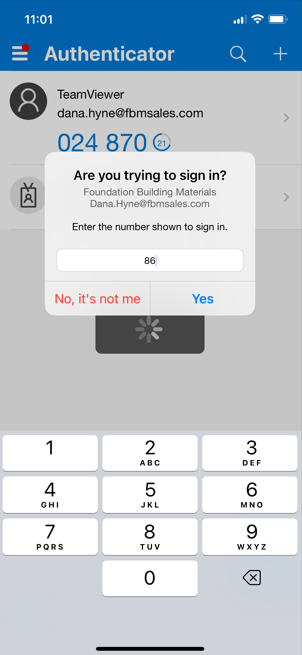 11:01
Authenticator
TeamViewer
dana.hyne@fbmsales.com
024 870 21
Are you trying to sign in?
Foundation Building Materials
Dana.Hyne@fbmsales.com
Enter the number shown to sign in.
86
No, it's not me Yes
1 2 3
ABC DEF
4 5 6
GHI JKL MNO
7 8 9
PQRS TUV WXYZ
0